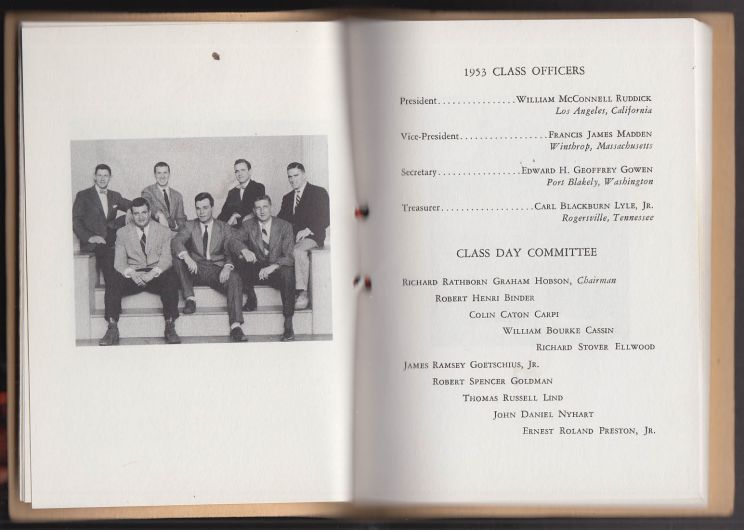 1953 CLASS OFFICERS
President................WILLIAM MCCONNELL RUDDICK
Los Angeles, California
Vice-President..................FRANCIS JAMES MADDEN
Winthrop, Massachusetts
Secretary.................EDWARD H. GEOFFREY GOWEN
Port Blakely, Washington
Treasurer...................CARL BLACKBURN LYLE, JR.
Rogersville, Tennessee
CLASS DAY COMMITTEE
RICHARD RATHBORN GRAHAM HOBSON, Chairman
ROBERT HENRI BINDER
COLIN CATON CARPI
WILLIAM BOURKE CASSIN
RICHARD STOVER ELLWOOD
JAMES RAMSEY GOETSCHIUS, JR.
ROBERT SPENCER GOLDMAN
THOMAS RUSSELL LIND
JOHN DANIEL NYHART
ERNEST ROLAND PRESTON, JR.